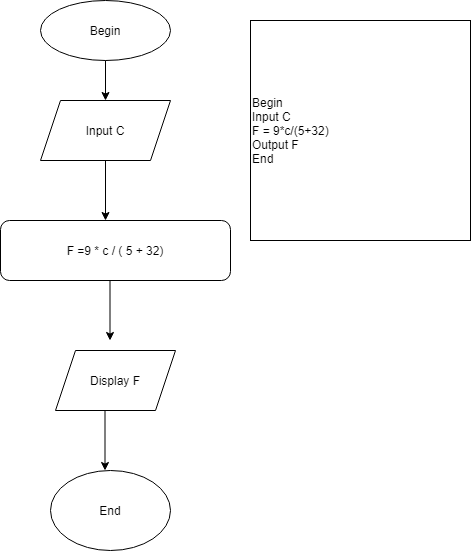 Begin
Input C
F =9 * c / ( 5 + 32)
Display F
End
Begin
Input C
F = 9*c/(5+32)
Output F
End